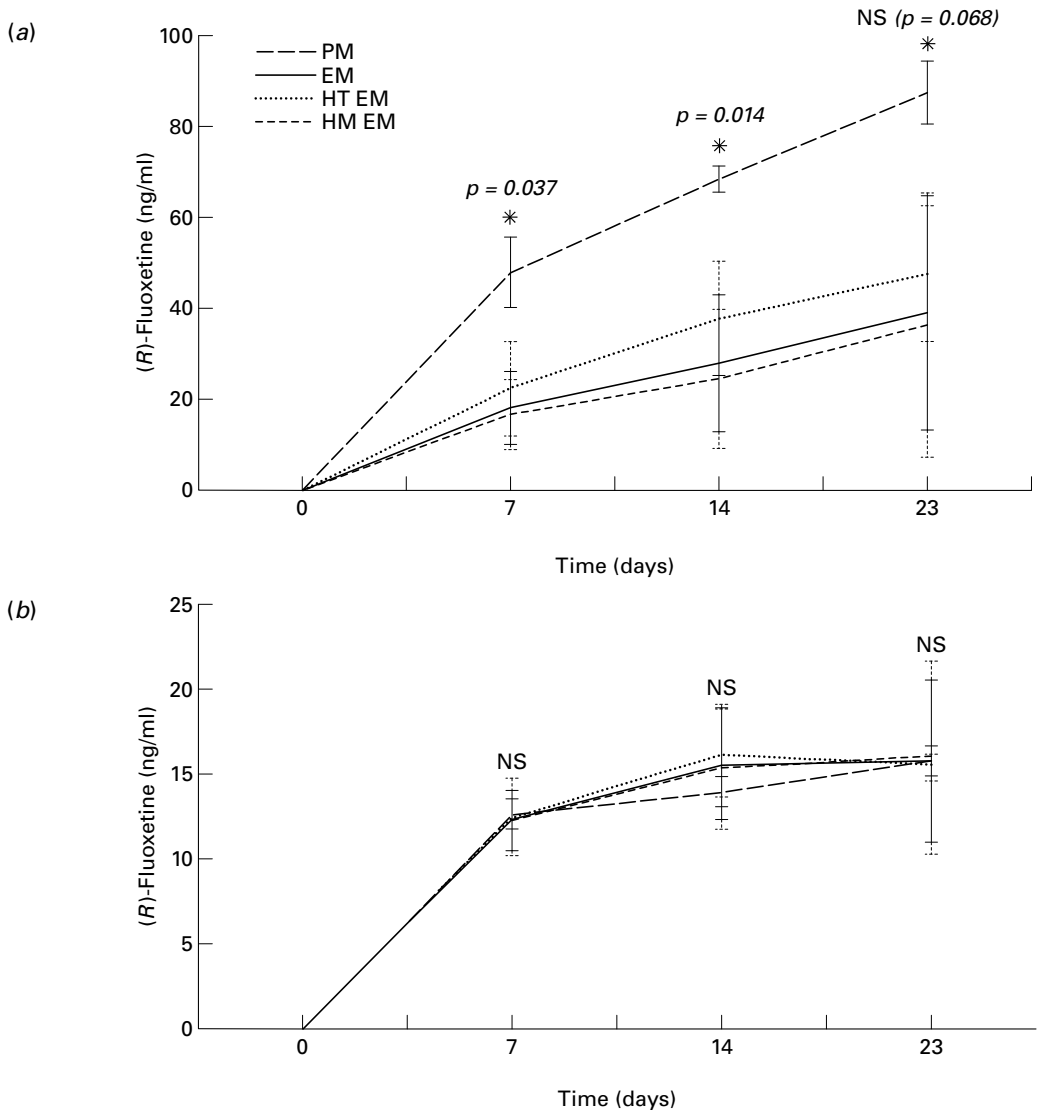 (a)
NS (p = 0.068)
100
PM
EM
HT EM
HM EM
p = 0.014
80
p = 0.037
60
40
20
0
(R)-Fluoxetine (ng/ml)
0 7 14 23
Time (days)
(b)
25
NS
NS
20
NS
15
10
5
0
(R)-Fluoxetine (ng/ml)
0 7 14 23
Time (days)